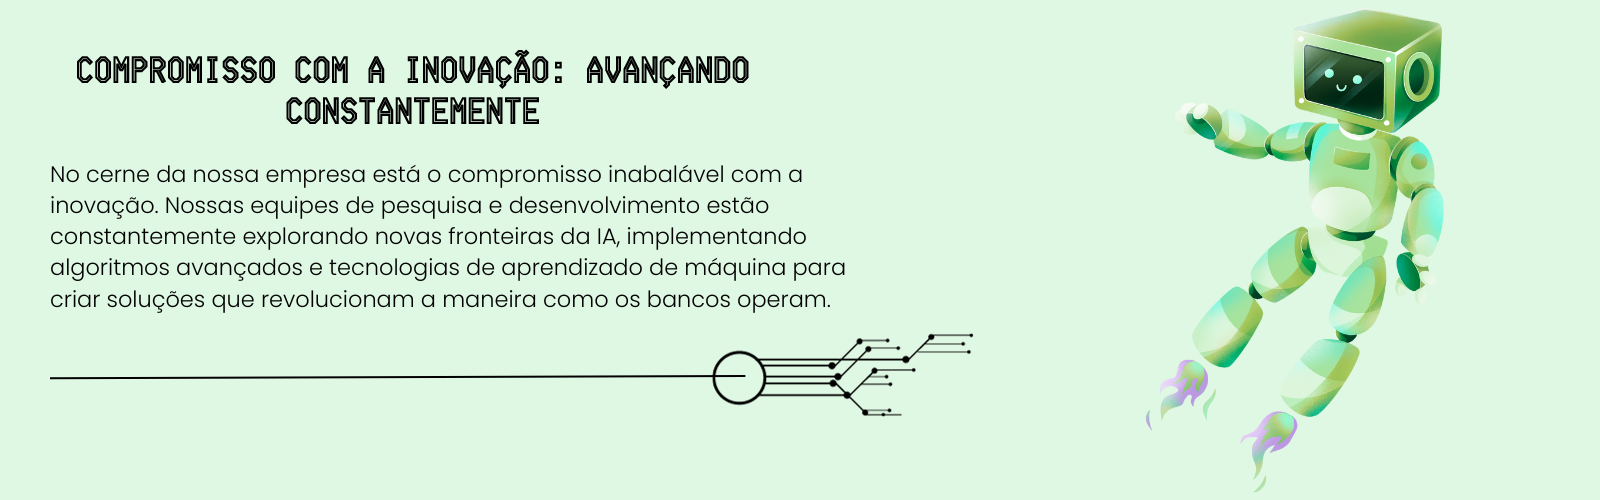 COMPROMISSO COM A INOVAÇÃO: AVANÇANDO
CONSTANTEMENTE
No cerne da nossa empresa está o compromisso inabalável com a
inovação. Nossas equipes de pesquisa e desenvolvimento estão
constantemente explorando novas fronteiras da IA, implementando
algoritmos avançados e tecnologias de aprendizado de máquina para
criar soluções que revolucionam a maneira como os bancos operam.